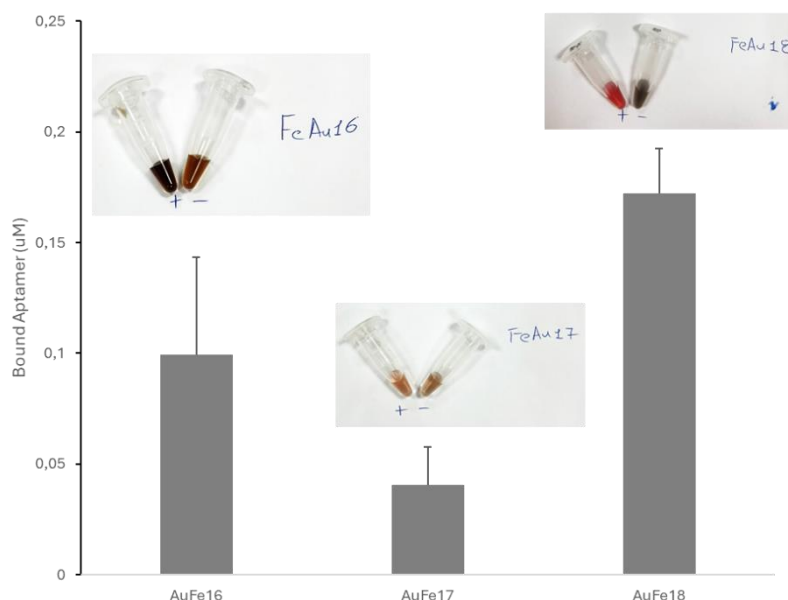 0,25
FeAu18
+ -
0,2
FeAu16
+ -
0,15
Bound Aptamer (uM)
FeAu17
+ -
0,1
0,05
0
AuFe16
AuFe17
AuFe18